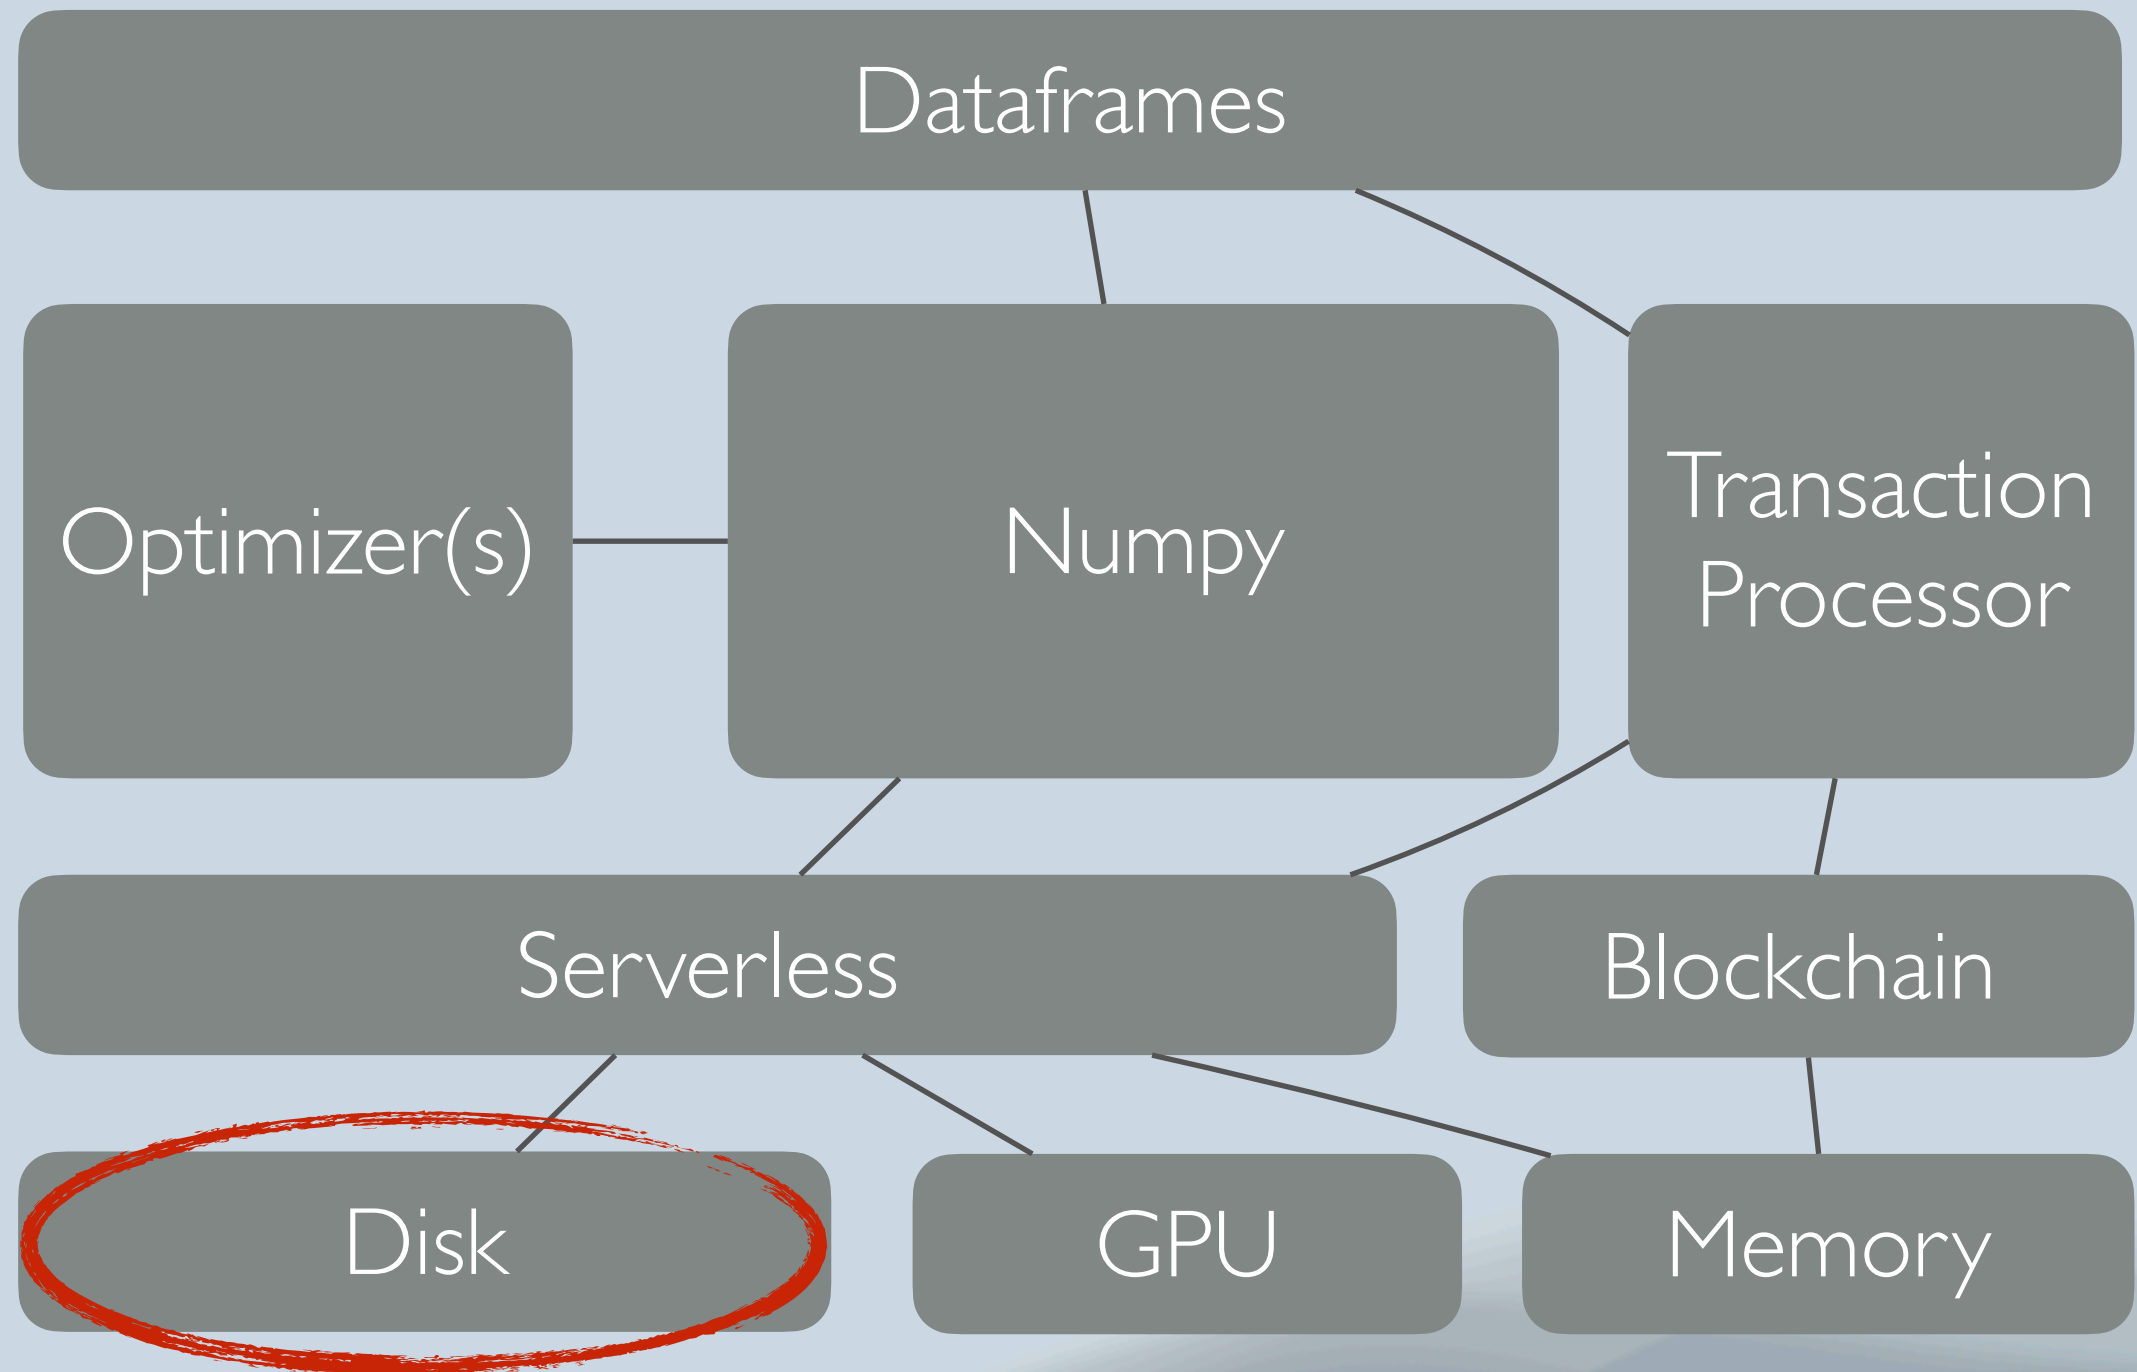 Dataframes
Optimizer(s)
Numpy
Transaction
Processor
Serverless
Blockchain
Disk
GPU
Memory